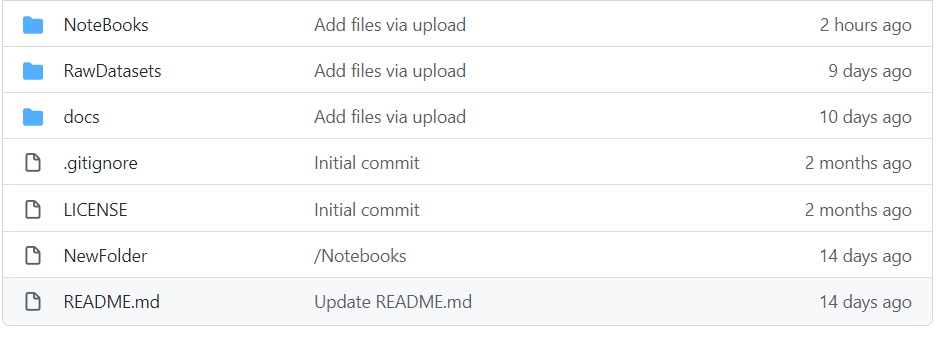 NoteBooks Add files via upload 2 hours ago
RawDatasets Add files via upload 9 days ago
docs Add files via upload 10 days ago
.gitignore Initial commit 2 months ago
LICENSE Initial commit 2 months ago
NewFolder /Notebooks 14 days ago
README.md Update README.md 14 days ago